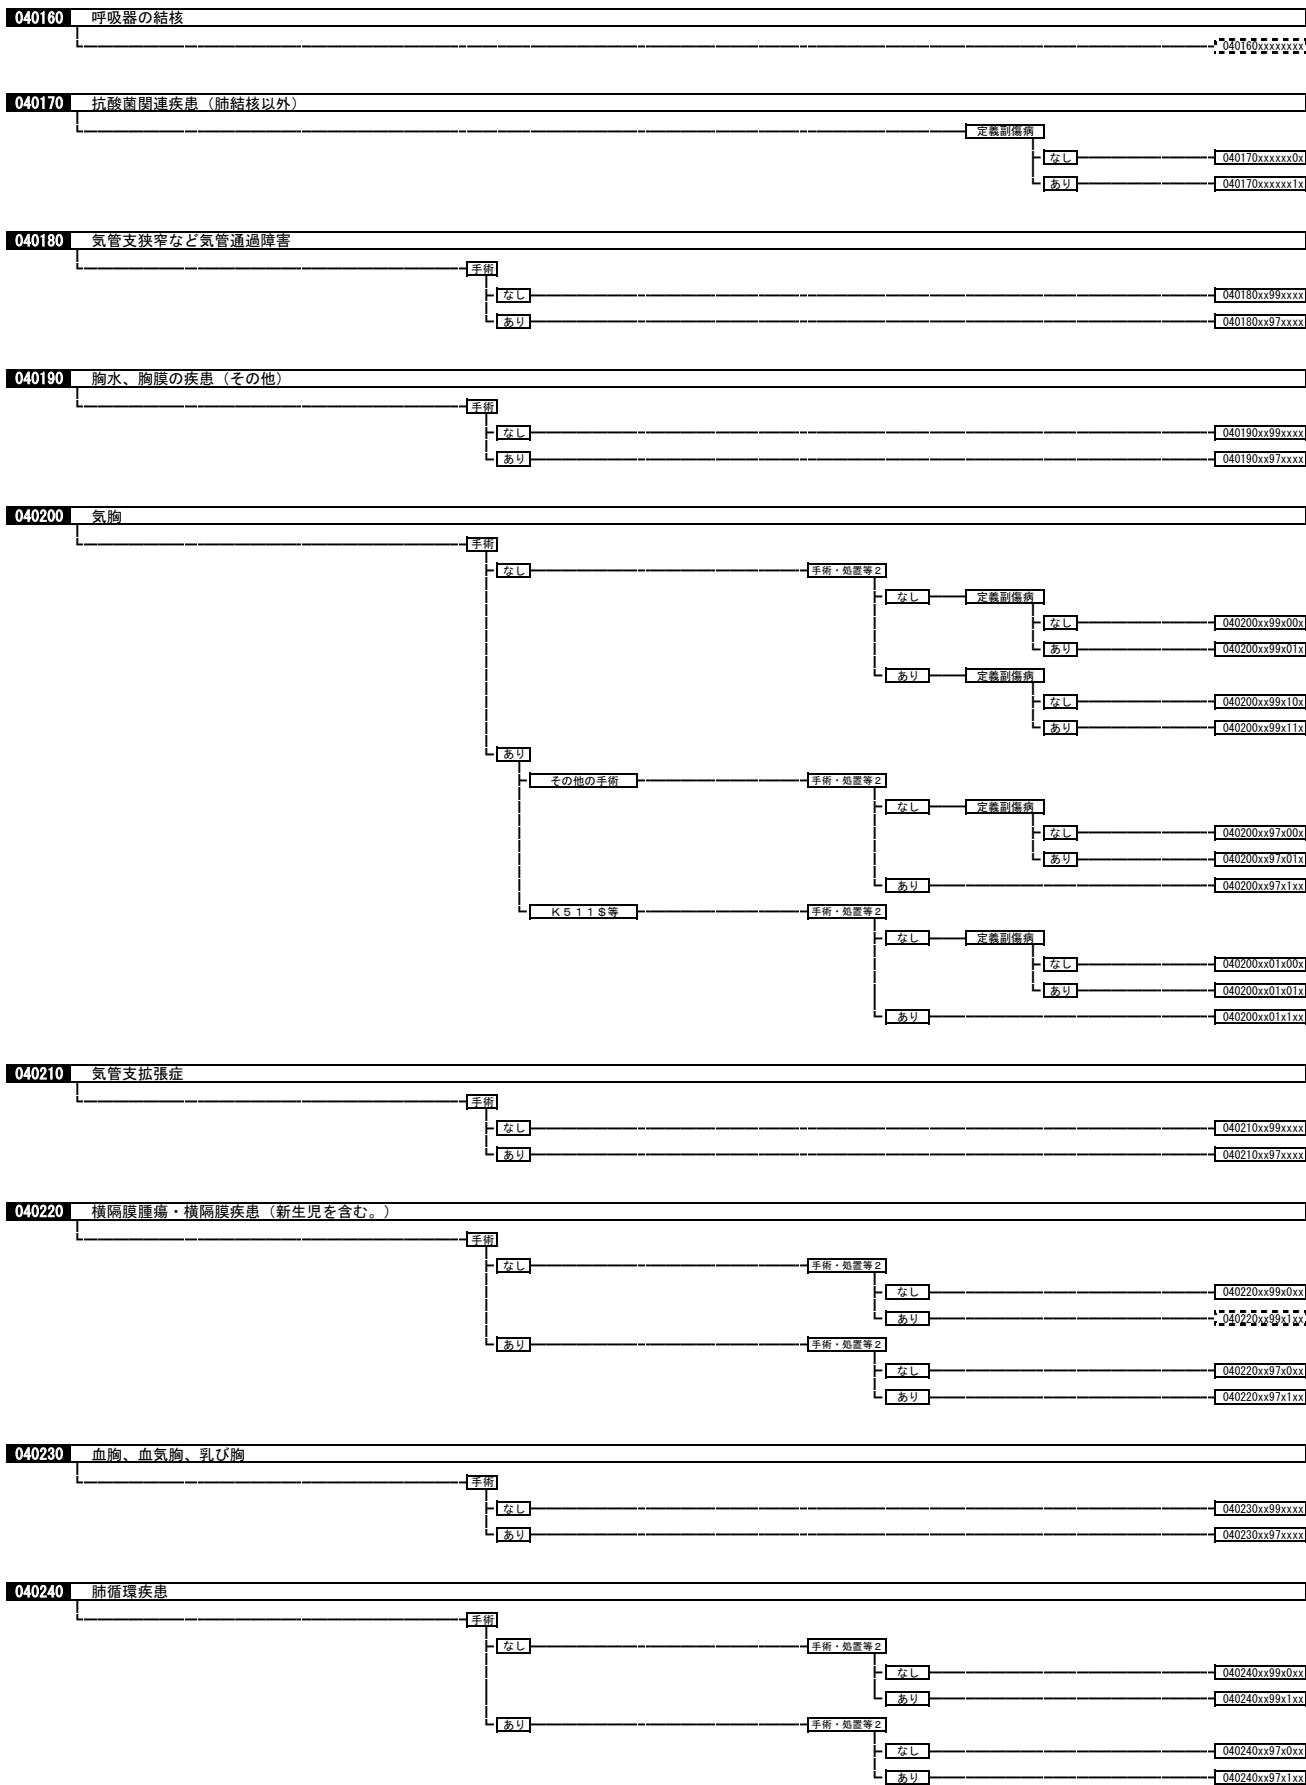 040160 呼吸器の結核
040160xxxxxxxx
040170 抗酸菌関連疾患（肺結核以外）
定義副傷病
なし 040170xxxxxx0x
あり 040170xxxxxx1x
040180 気管支狭窄など気管通過障害
手術
なし 040180xx99xxxx
あり 040180xx97xxxx
040190 胸水、胸膜の疾患（その他）
手術
なし 040190xx99xxxx
あり 040190xx97xxxx
040200 気胸
手術
なし 手術・処置等２
なし 定義副傷病
なし 040200xx99x00x
あり 040200xx99x01x
あり 定義副傷病
なし 040200xx99x10x
あり 040200xx99x11x
あり
その他の手術 手術・処置等２
なし 定義副傷病
なし 040200xx97x00x
あり 040200xx97x01x
あり 040200xx97x1xx
Ｋ５１１＄等 手術・処置等２
なし 定義副傷病
なし 040200xx01x00x
あり 040200xx01x01x
あり 040200xx01x1xx
040210 気管支拡張症
手術
なし 040210xx99xxxx
あり 040210xx97xxxx
040220 横隔膜腫瘍・横隔膜疾患（新生児を含む。）
手術
なし 手術・処置等２
なし 040220xx99x0xx
あり 040220xx99x1xx
あり 手術・処置等２
なし 040220xx97x0xx
あり 040220xx97x1xx
040230 血胸、血気胸、乳び胸
手術
なし 040230xx99xxxx
あり 040230xx97xxxx
040240 肺循環疾患
手術
なし 手術・処置等２
なし 040240xx99x0xx
あり 040240xx99x1xx
あり 手術・処置等２
なし 040240xx97x0xx
あり 040240xx97x1xx